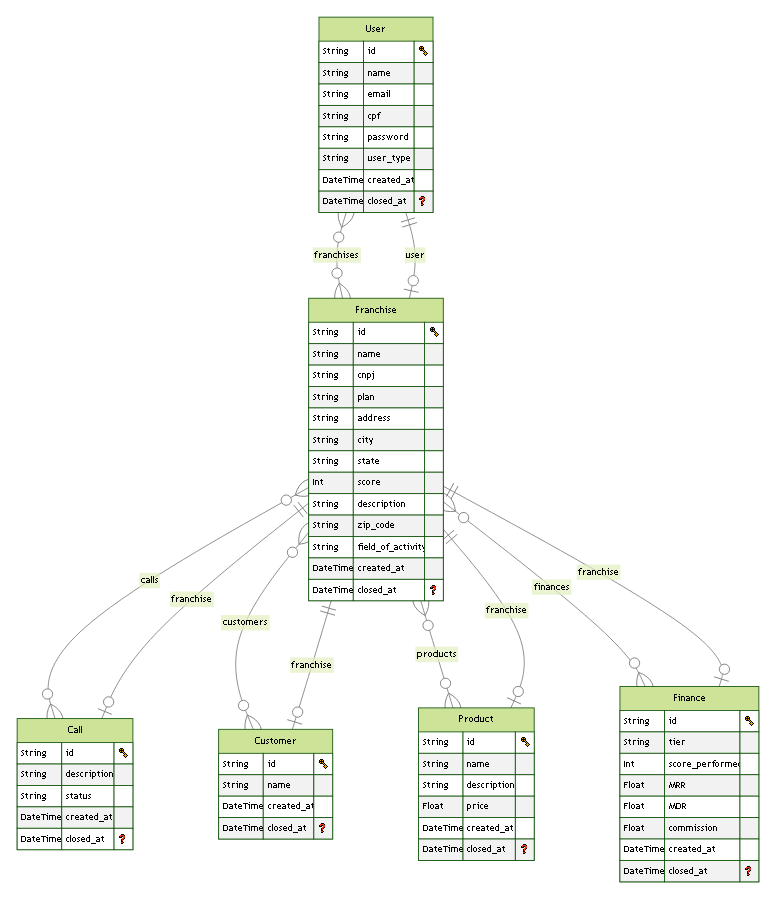 User
String id
String name
String email
String cpf
String password
String user_type
DateTime created_at
DateTime closed_at ?
franchises user
Franchise
String id
String name
String cnpj
String plan
String address
String city
String state
Int score
String description
String zip_code
String field_of_activity
DateTime created_at
DateTime closed_at ?
calls
franchise
customers
franchise
products
franchise
finances
franchise
Call
String id
String description
String status
DateTime created_at
DateTime closed_at ?
Customer
String id
String name
DateTime created_at
DateTime closed_at ?
Product
String id
String name
String description
Float price
DateTime created_at
DateTime closed_at ?
Finance
String id
String tier
Int score_performed
Float MRR
Float MDR
Float commission
DateTime created_at
DateTime closed_at ?